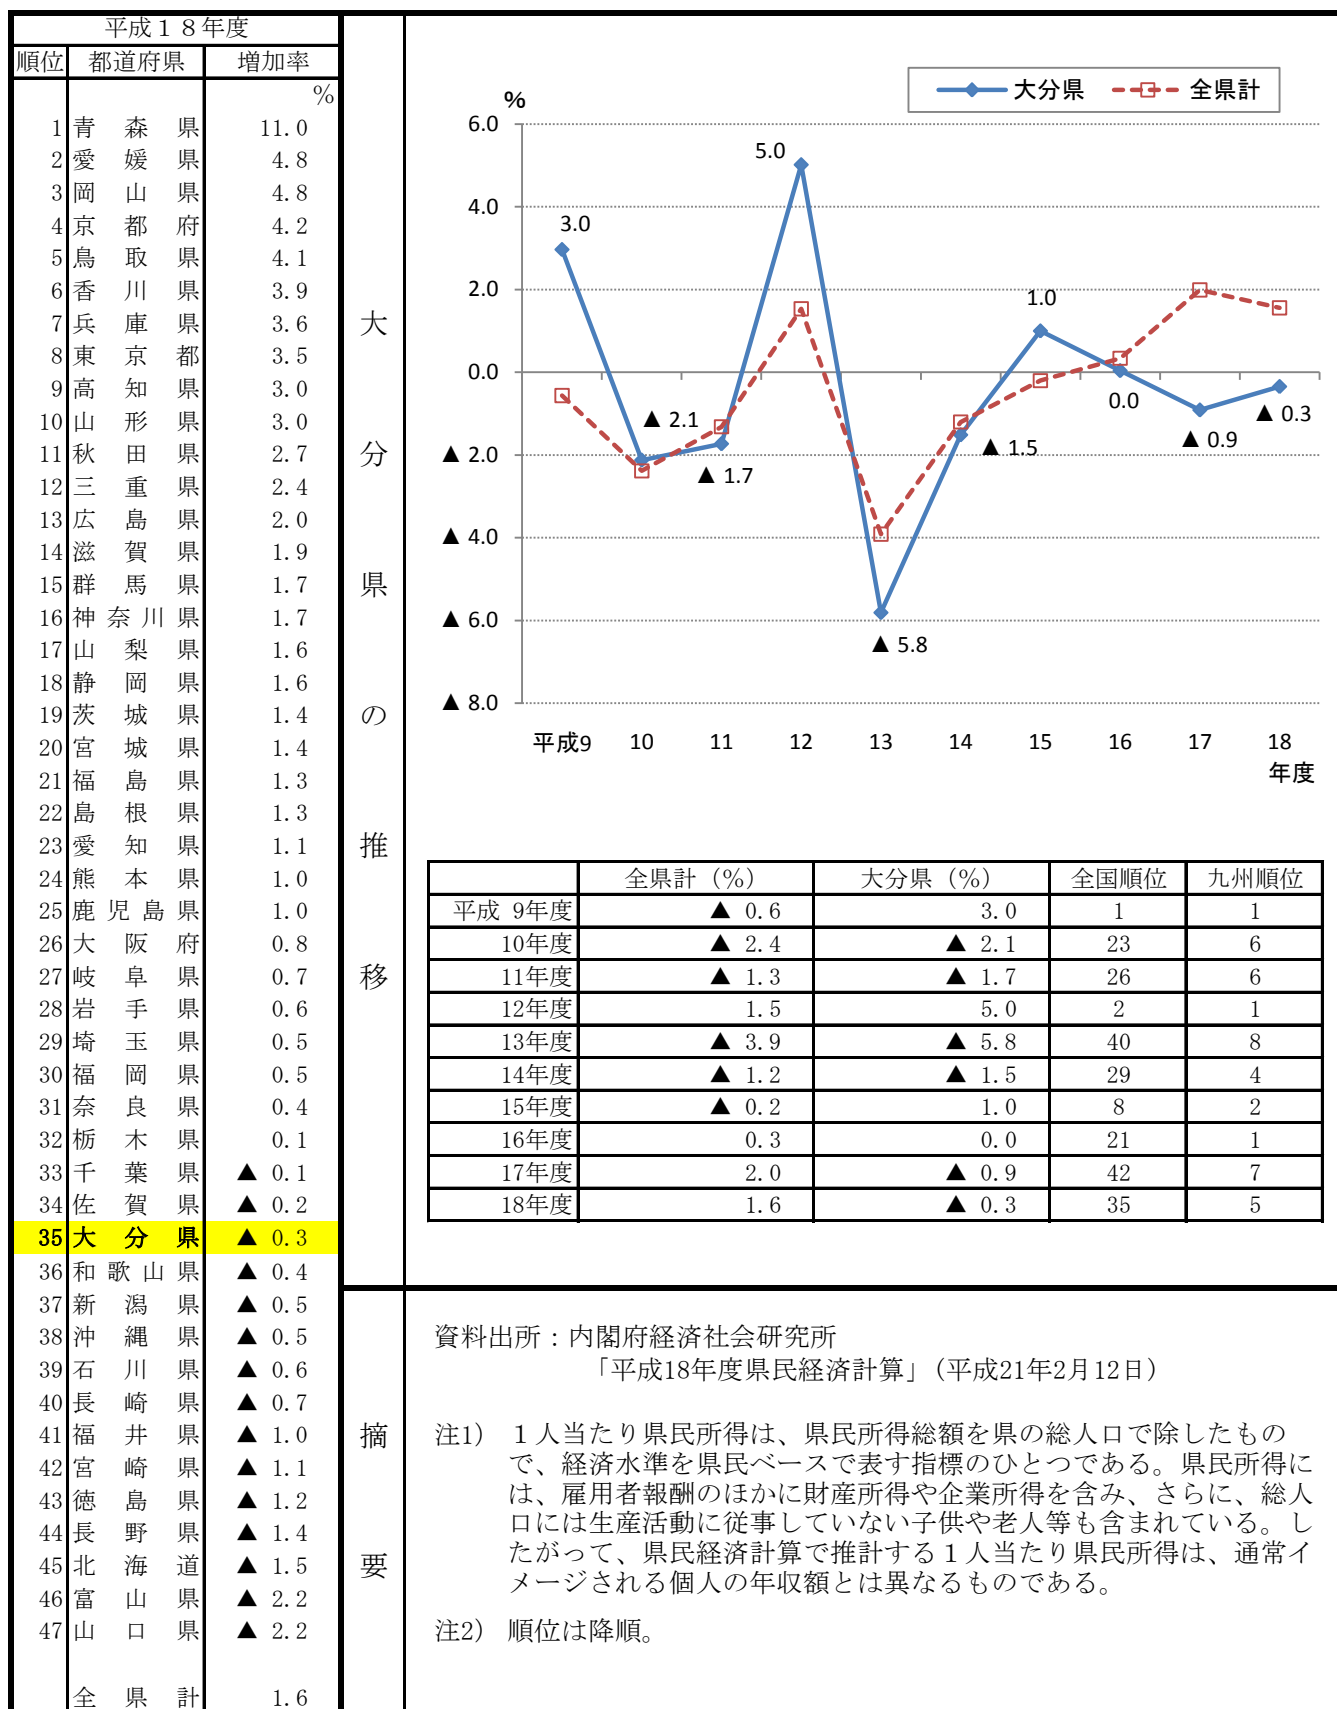 平成１８年度
順位 都道府県 増加率
%
1 青森県 11.0
2 愛媛県 4.8
3 岡山県 4.8
4 京都府 4.2
5 鳥取県 4.1
6 香川県 3.9
7 兵庫県 3.6
8 東京都 3.5
9 高知県 3.0
10 山形県 3.0
11 秋田県 2.7
12 三重県 2.4
13 広島県 2.0
14 滋賀県 1.9
15 群馬県 1.7
16 神奈川県 1.7
17 山梨県 1.6
18 静岡県 1.6
19 茨城県 1.4
20 宮城県 1.4
21 福島県 1.3
22 島根県 1.3
23 愛知県 1.1
24 熊本県 1.0
25 鹿児島県 1.0
26 大阪府 0.8
27 岐阜県 0.7
28 岩手県 0.6
29 埼玉県 0.5
30 福岡県 0.5
31 奈良県 0.4
32 栃木県 0.1
33 千葉県 ▲ 0.1
34 佐賀県 ▲ 0.2
35 大分県 ▲ 0.3
36 和歌山県 ▲ 0.4
37 新潟県 ▲ 0.5
38 沖縄県 ▲ 0.5
39 石川県 ▲ 0.6
40 長崎県 ▲ 0.7
41 福井県 ▲ 1.0
42 宮崎県 ▲ 1.1
43 徳島県 ▲ 1.2
44 長野県 ▲ 1.4
45 北海道 ▲ 1.5
46 富山県 ▲ 2.2
47 山口県 ▲ 2.2
全県計 1.6
大分県の推移
大分県 全県計
%
6.0
4.0
2.0
0.0
▲ 2.0
▲ 4.0
▲ 6.0
▲ 8.0
3.0
▲ 2.1
▲ 1.7
5.0
▲ 5.8
▲ 1.5
1.0
0.0
▲ 0.9
▲ 0.3
平成9 10 11 12 13 14 15 16 17 18
年度
全県計（%） 大分県（%） 全国順位 九州順位
平成 9年度 ▲ 0.6 3.0 1 1
10年度 ▲ 2.4 ▲ 2.1 23 6
11年度 ▲ 1.3 ▲ 1.7 26 6
12年度 1.5 5.0 2 1
13年度 ▲ 3.9 ▲ 5.8 40 8
14年度 ▲ 1.2 ▲ 1.5 29 4
15年度 ▲ 0.2 1.0 8 2
16年度 0.3 0.0 21 1
17年度 2.0 ▲ 0.9 42 7
18年度 1.6 ▲ 0.3 35 5
摘要
資料出所：内閣府経済社会研究所
「平成18年度県民経済計算」（平成21年2月12日）
注1） １人当たり県民所得は、県民所得総額を県の総人口で除したもの
で、経済水準を県民ベースで表す指標のひとつである。県民所得に
は、雇用者報酬のほかに財産所得や企業所得を含み、さらに、総人
口には生産活動に従事していない子供や老人等も含まれている。し
たがって、県民経済計算で推計する１人当たり県民所得は、通常イ
メージされる個人の年収額とは異なるものである。
注2） 順位は降順。